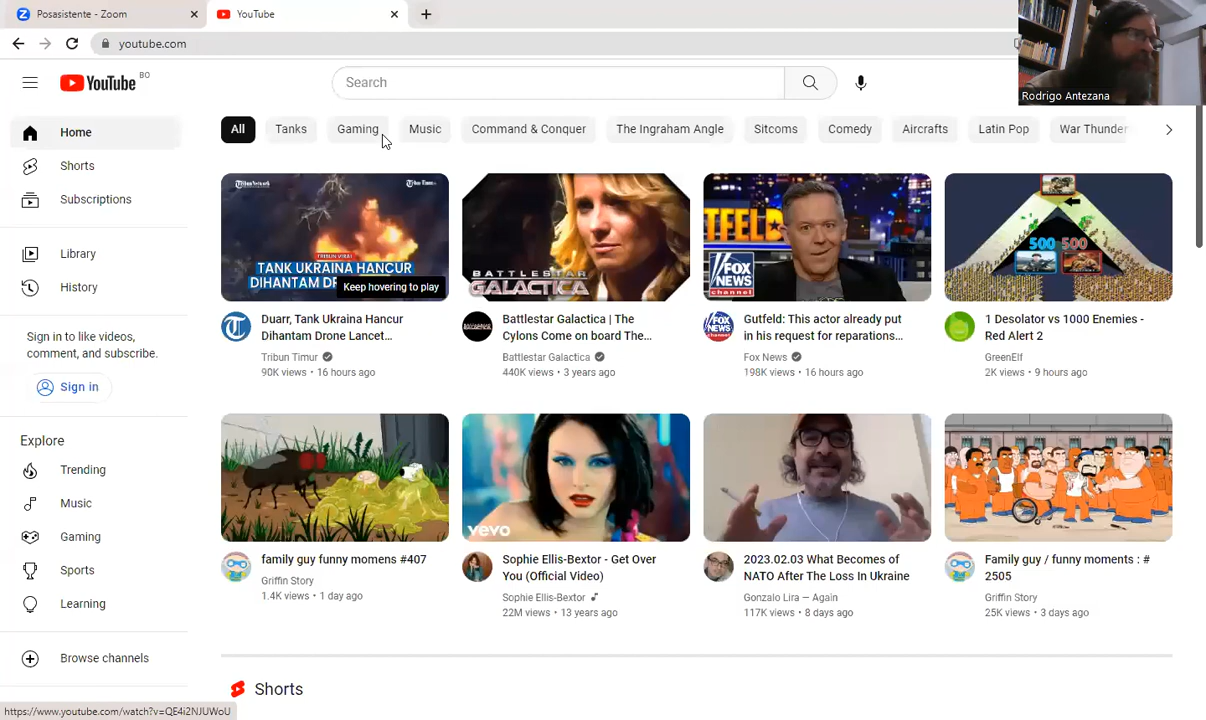 Posasistente - Zoom
YouTube
youtube.com
Rodrigo Antezana
YouTube BO
Search
All
Tanks
Gaming
Music
Command & Conquer
The Ingraham Angle
Sitcoms
Comedy
Aircrafts
Latin Pop
War Thunder
Home
Shorts
Subscriptions
Library
History
Sign in to like videos,
comment, and subscribe.
Sign in
Explore
Trending
Music
Gaming
Sports
Learning
Browse channels
TRIBUN VIRAL
TANK UKRAINA HANCUR
DIHANTAM DR
Keep hovering to play
Duarr, Tank Ukraina Hancur
Dihantam Drone Lancet...
Tribun Timur
90K views • 16 hours ago
BATTLESTAR
GALACTICA
Battlestar Galactica | The
Cylons Come on board The...
Battlestar Galactica
440K views • 3 years ago
FOX
NEWS
channel
Gutfeld: This actor already put
in his request for reparations...
Fox News
198K views • 16 hours ago
500 500
1 Desolator vs 1000 Enemies -
Red Alert 2
GreenElf
2K views • 9 hours ago
family guy funny momens #407
Griffin Story
1.4K views • 1 day ago
vevo
Sophie Ellis-Bextor - Get Over
You (Official Video)
Sophie Ellis-Bextor
22M views • 13 years ago
2023.02.03 What Becomes of
NATO After The Loss In Ukraine
Gonzalo Lira — Again
117K views • 8 days ago
Family guy / funny moments : #
2505
Griffin Story
25K views • 3 days ago
Shorts
https://www.youtube.com/watch?v=QE4i2NJUWoU